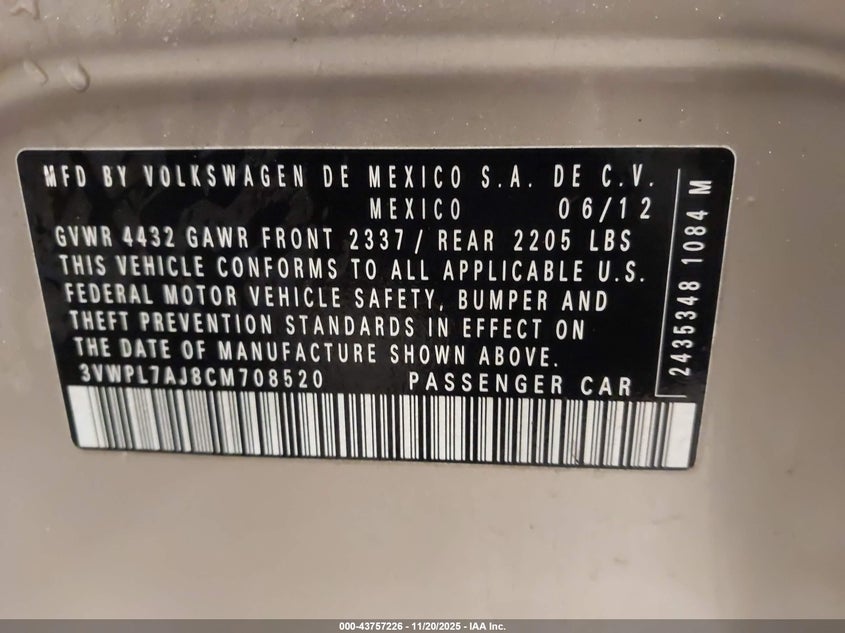 MFD BY VOLKSWAGEN DE MEXICO S.A. DE C.V.
MEXICO 06/12
GVWR 4432 GAWR FRONT 2337 / REAR 2205 LBS
THIS VEHICLE CONFORMS TO ALL APPLICABLE U.S.
FEDERAL MOTOR VEHICLE SAFETY, BUMPER AND
THEFT PREVENTION STANDARDS IN EFFECT ON
THE DATE OF MANUFACTURE SHOWN ABOVE.
3VWPL7AJ8CM708520 PASSENGER CAR
2435348 1084 M
000-43757226 - 11/20/2025 - IAA Inc.